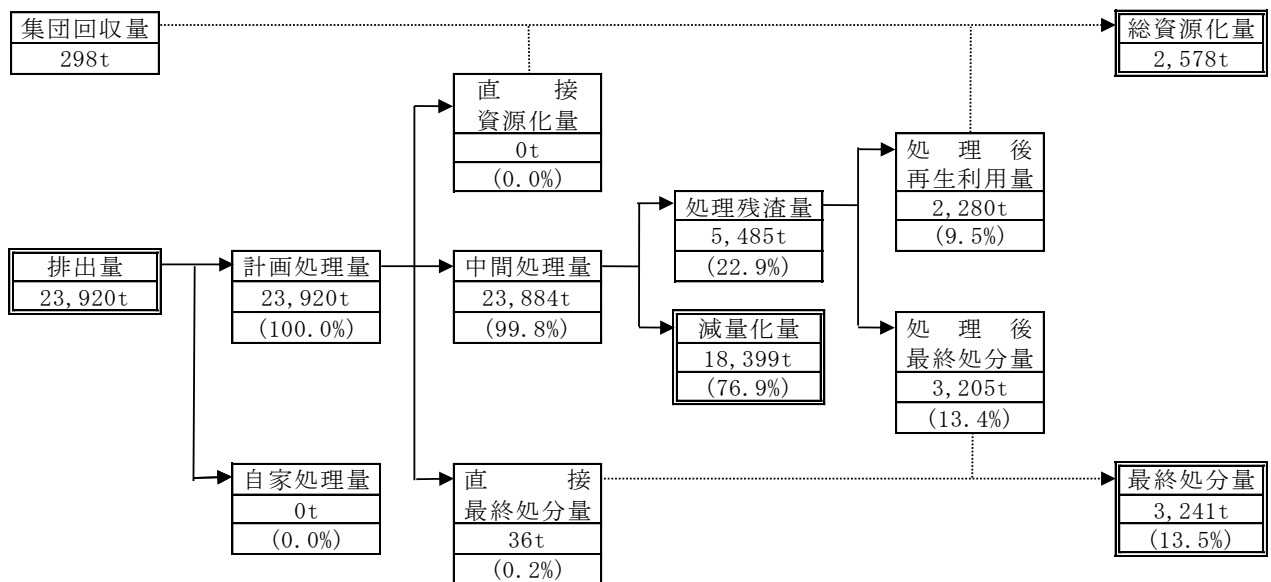 集団回収量
298t
総資源化量
2,578t
直　接
資源化量
0t
(0.0%)
処　理　後
再生利用量
2,280t
(9.5%)
処理残渣量
5,485t
(22.9%)
排出量
23,920t
計画処理量
23,920t
(100.0%)
中間処理量
23,884t
(99.8%)
減量化量
18,399t
(76.9%)
処　理　後
最終処分量
3,205t
(13.4%)
自家処理量
0t
(0.0%)
直　接
最終処分量
36t
(0.2%)
最終処分量
3,241t
(13.5%)